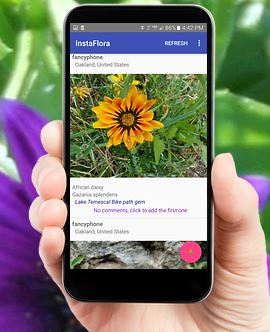 86% 4:42 PM
InstaFlora REFRESH
fancyphone
Oakland, United States
African daisy
Gazania splendens
Lake Temescal Bike path gem
No comments, click to add the first one
fancyphone
Oakland, United States
+